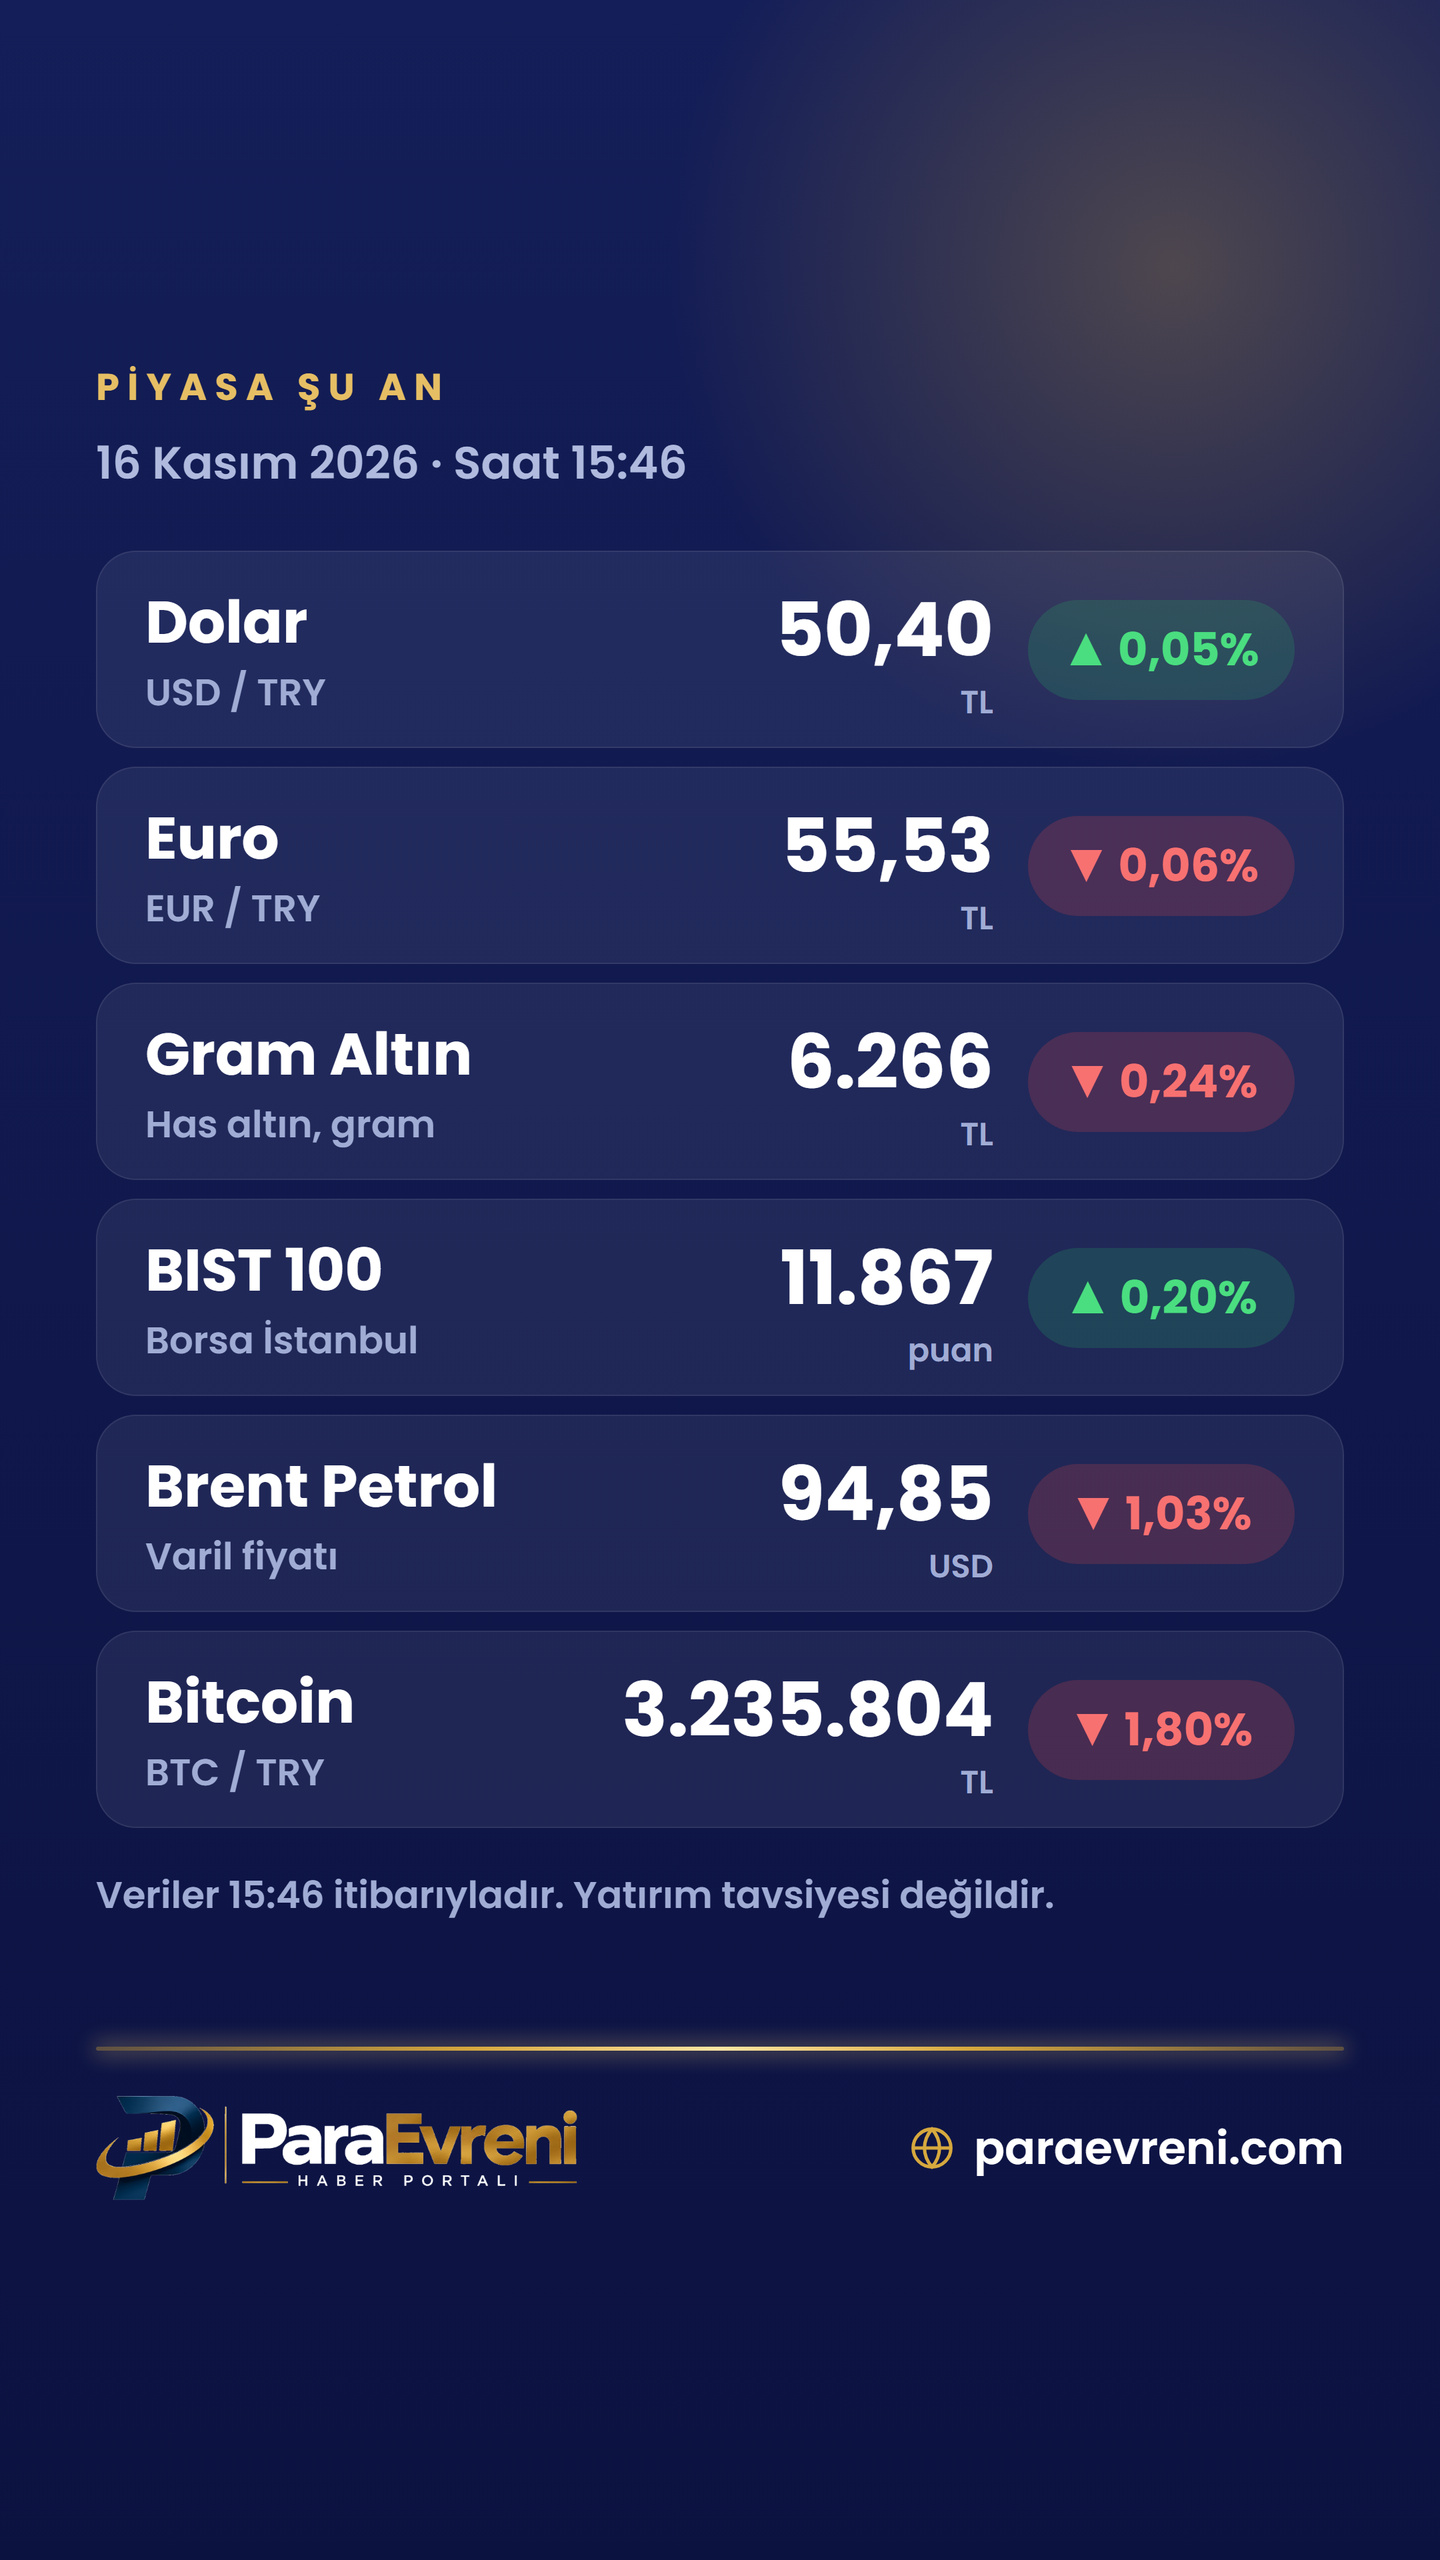 PİYASA ŞU AN
16 Kasım 2026 · Saat 15:46
Dolar
USD / TRY
50,40
TL
▲ 0,05%
Euro
EUR / TRY
55,53
TL
▼ 0,06%
Gram Altın
Has altın, gram
6.266
TL
▼ 0,24%
BIST 100
Borsa İstanbul
11.867
puan
▲ 0,20%
Brent Petrol
Varil fiyatı
94,85
USD
▼ 1,03%
Bitcoin
BTC / TRY
3.235.804
TL
▼ 1,80%
Veriler 15:46 itibarıyladır. Yatırım tavsiyesi değildir.
ParaEvreni
HABER PORTALI
paraevreni.com